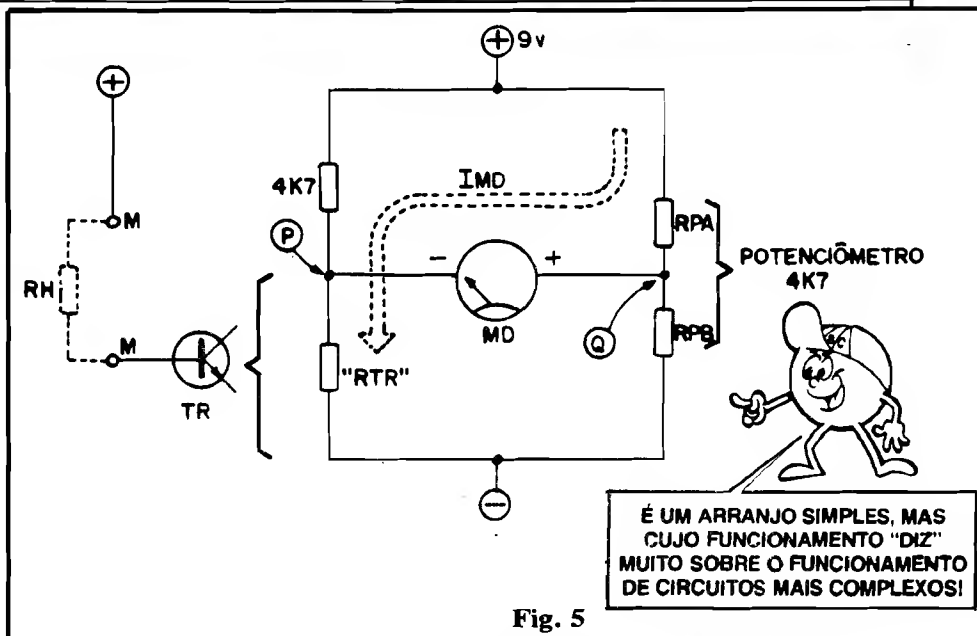 + 9v
+
4K7
IMD
P
M
RH
M
TR
"RTR"
- +
MD
Q
RPA
RPB
POTENCIÔMETRO
4K7
-
É UM ARRANJO SIMPLES, MAS
CUJO FUNCIONAMENTO "DIZ"
MUITO SOBRE O FUNCIONAMENTO
DE CIRCUITOS MAIS COMPLEXOS!
Fig. 5